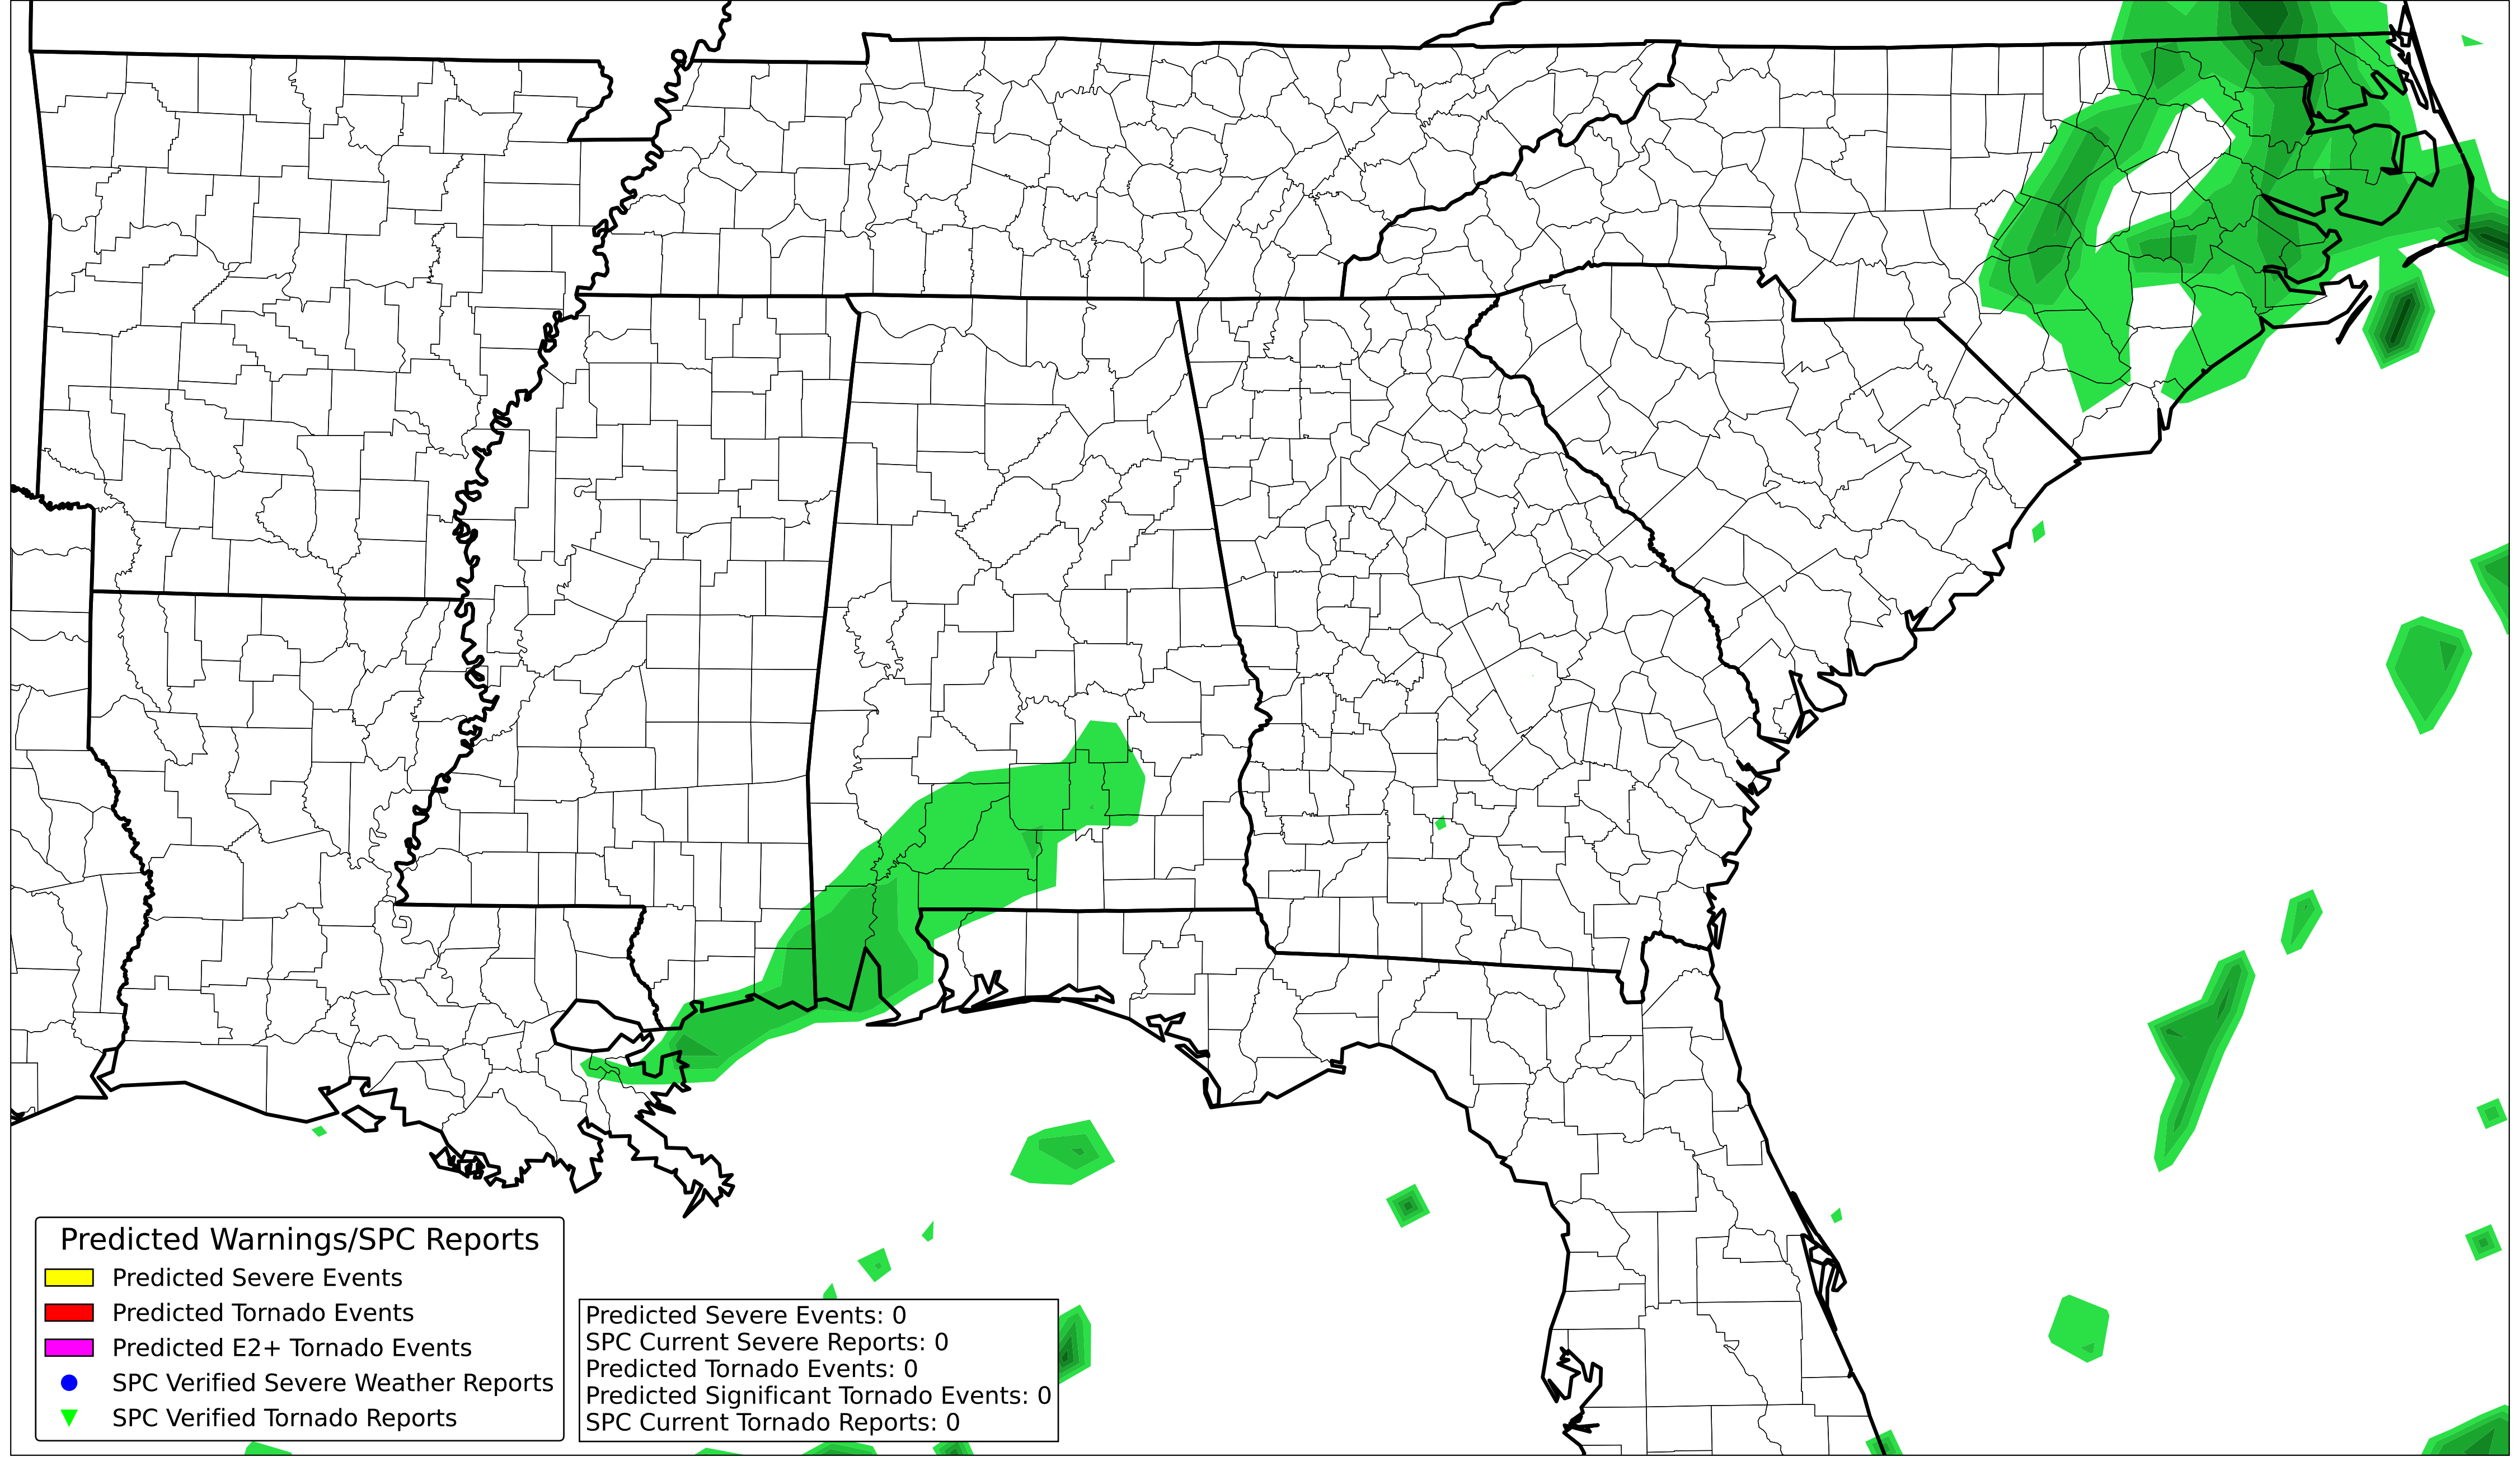 Predicted Warnings/SPC Reports
Predicted Severe Events
Predicted Tornado Events
Predicted E2+ Tornado Events
SPC Verified Severe Weather Reports
SPC Verified Tornado Reports
Predicted Severe Events: 0
SPC Current Severe Reports: 0
Predicted Tornado Events: 0
Predicted Significant Tornado Events: 0
SPC Current Tornado Reports: 0